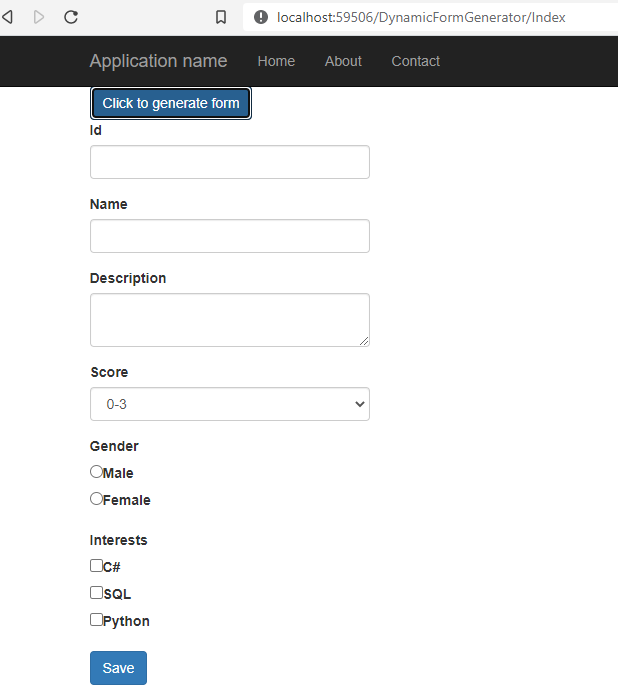 localhost:59506/DynamicFormGenerator/Index
Application name Home About Contact
Click to generate form
Id
Name
Description
Score
0-3
Gender
Male
Female
Interests
C#
SQL
Python
Save